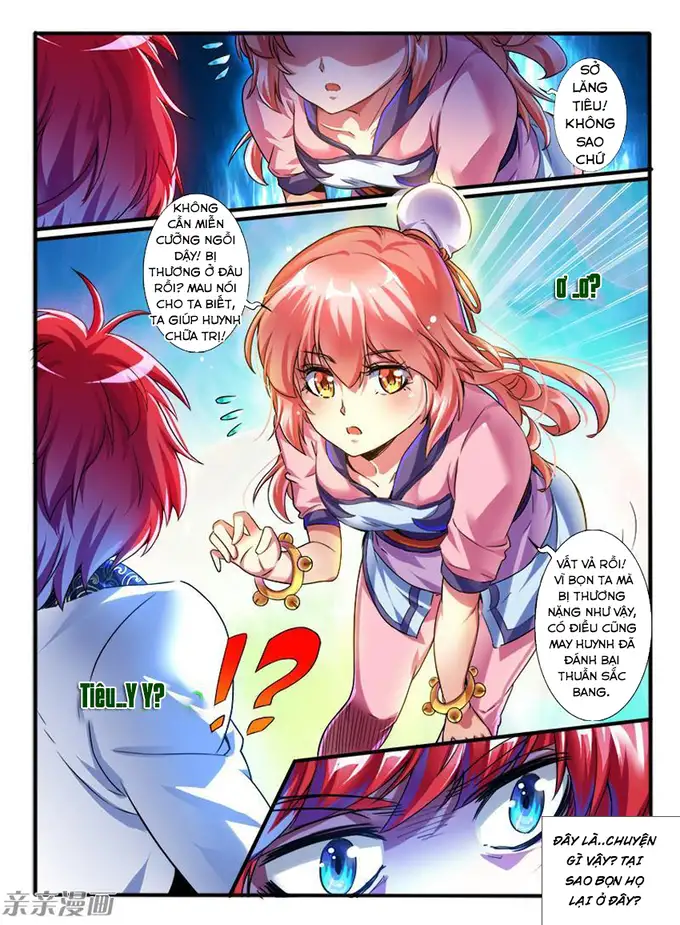 SỞ
LĂNG
TIÊU!
KHÔNG
SAO
CHỨ
KHÔNG
CẦN MIỄN
CƯỠNG NGỒI
DẬY! BỊ
THƯƠNG Ở ĐÂU
RỒI? MAU NÓI
CHO TA BIẾT,
TA GIÚP HUYNH
CHỮA TRỊ!
Ơ ..Ơ?
VẤT VẢ RỒI!
VÌ BỌN TA MÀ
BỊ THƯƠNG
NẶNG NHƯ VẬY,
CÓ ĐIỀU CŨNG
MAY HUYNH ĐÃ
ĐÁNH BẠI
THUẪN SẮC
BANG.
!?
Tiêu...Y Y?
ĐÂY LÀ..CHUYỆN
GÌ VẬY? TẠI
SAO BỌN HỌ
LẠI Ở ĐÂY?
亲亲漫画